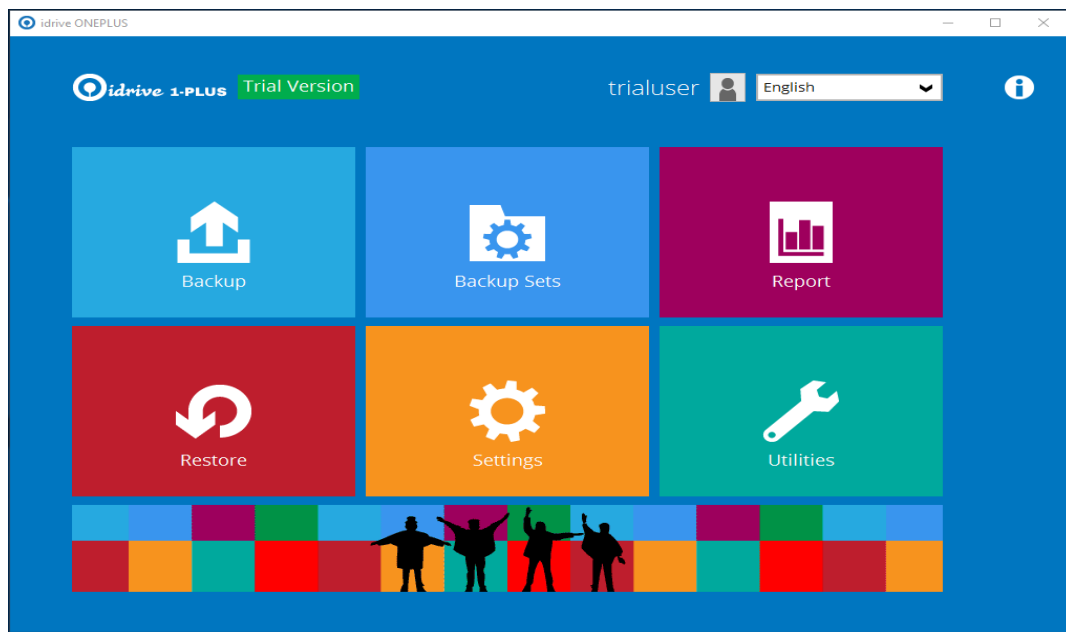 idrive ONEPLUS
idrive 1-PLUS Trial Version trialuser English
Backup Backup Sets Report
Restore Settings Utilities